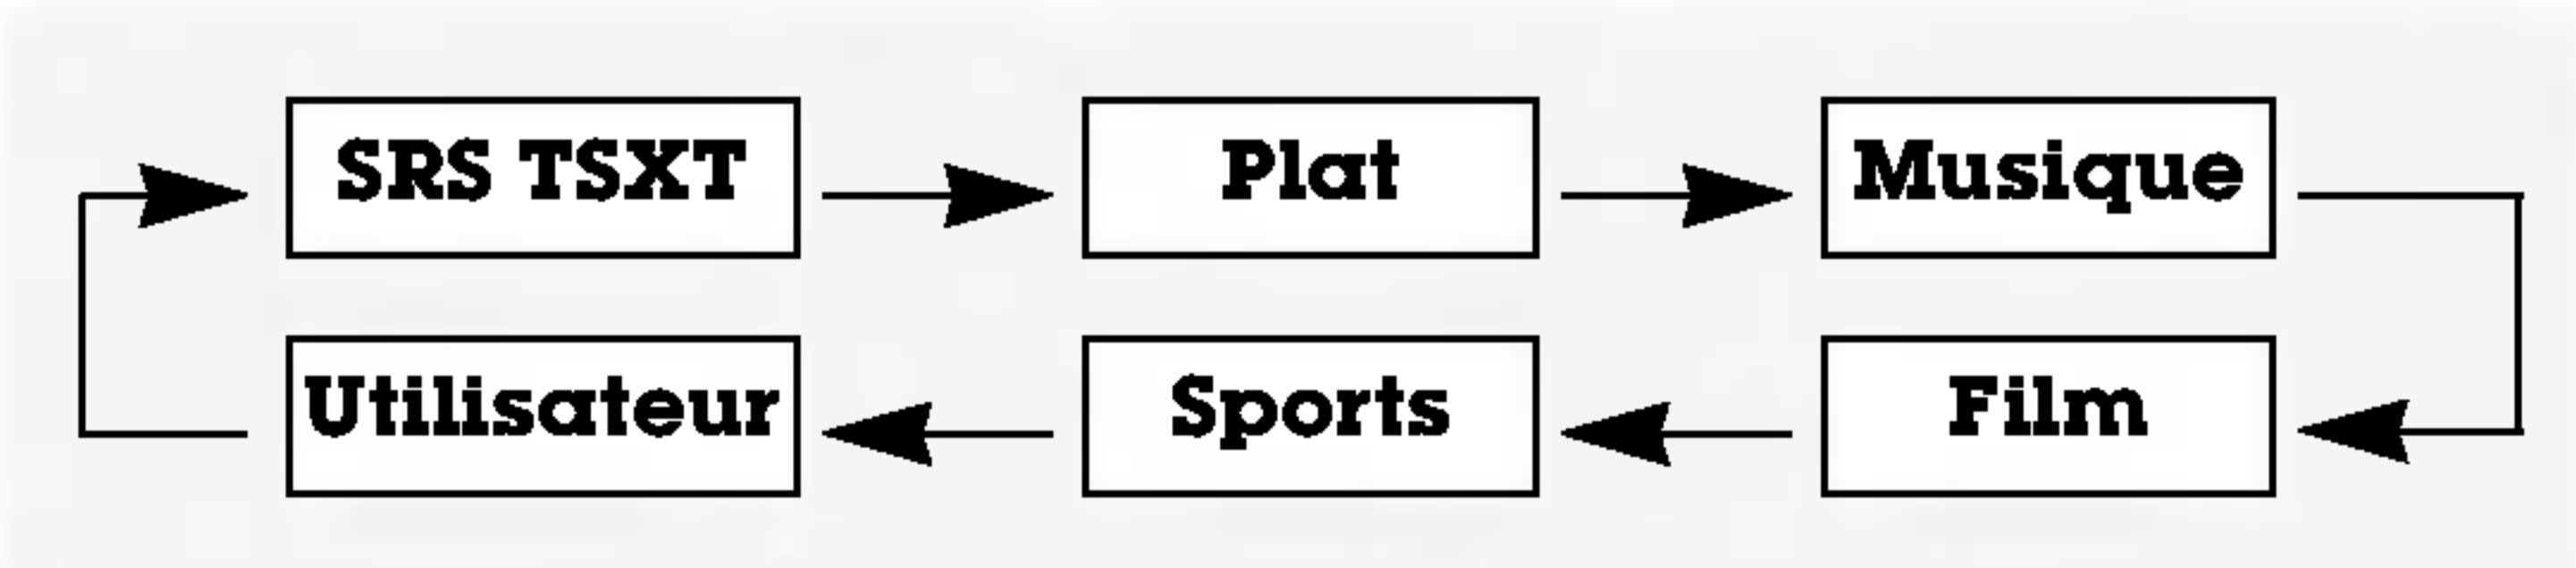 SRS TSXT
Plat
Musique
Utilisateur
Sports
Film